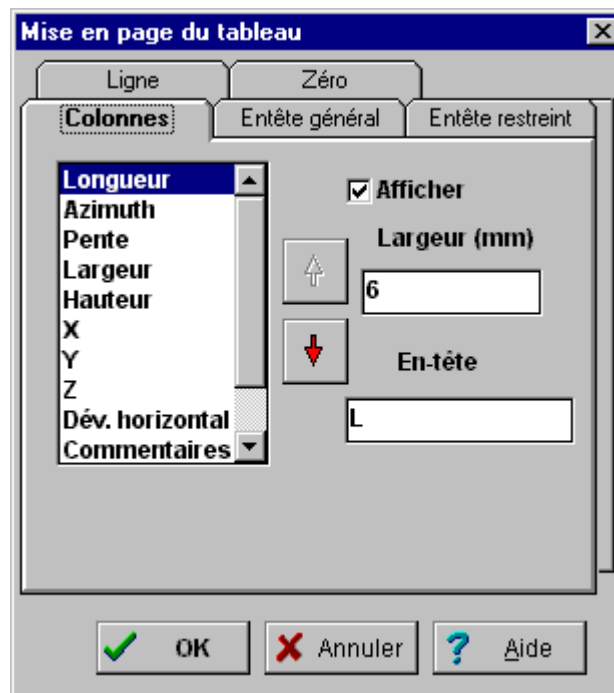 Mise en page du tableau
Ligne
Zéro
Colonnes
Entête général
Entête restreint
Longueur
Azimuth
Pente
Largeur
Hauteur
X
Y
Z
Dév. horizontal
Commentaires
Afficher
Largeur (mm)
6
En-tête
L
OK
Annuler
Aide